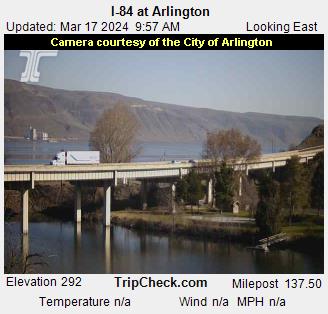 I-84 at Arlington
Updated: Mar 17 2024 9:57 AM Looking East
Camera courtesy of the City of Arlington
Elevation 292 TripCheck.com Milepost 137.50
Temperature n/a Wind n/a MPH n/a